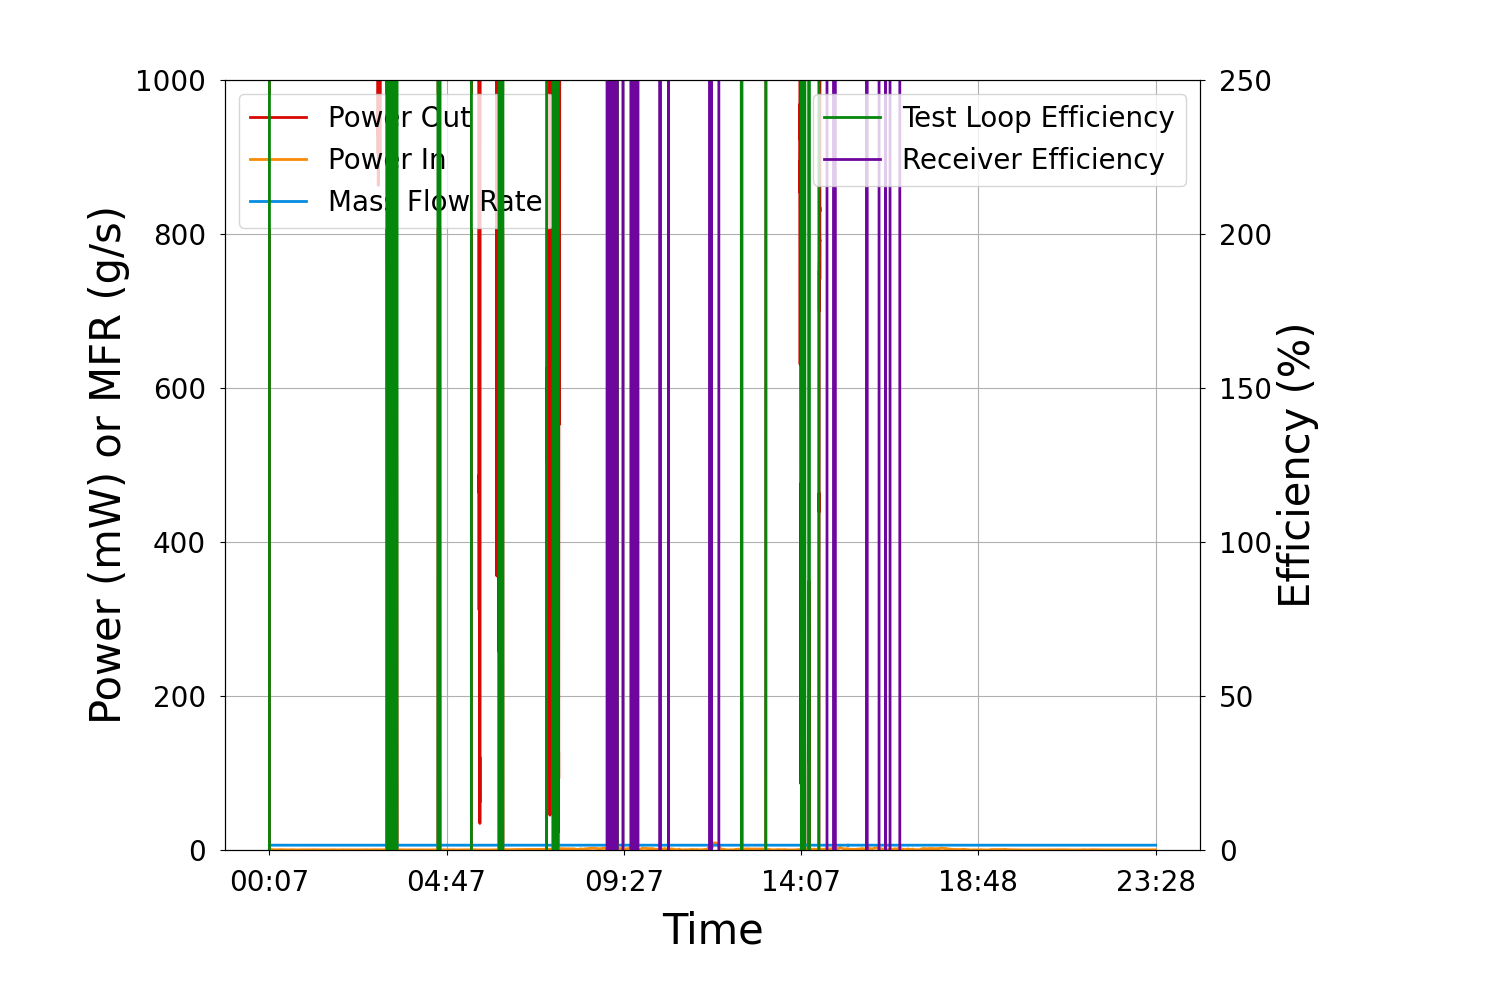 1000
800
600
400
200
0
Power (mW) or MFR (g/s)
Power Out
Power In
Mass Flow Rate
Test Loop Efficiency
Receiver Efficiency
250
200
150
100
50
0
Efficiency (%)
00:07 04:47 09:27 14:07 18:48 23:28
Time